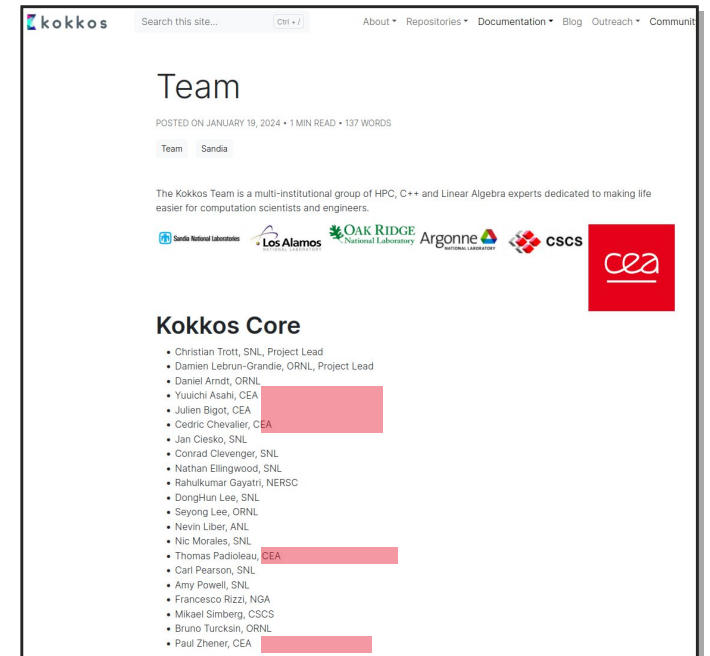 kokkos
Search this site...
Ctrl + /
About Repositories Documentation Blog Outreach Communit
Team
POSTED ON JANUARY 19, 2024 • 1 MIN READ • 137 WORDS
Team Sandia
The Kokkos Team is a multi-institutional group of HPC, C++ and Linear Algebra experts dedicated to making life
easier for computation scientists and engineers.
Sandia National Laboratories
Los Alamos
NATIONAL LABORATORY
OAK RIDGE
National Laboratory
Argonne
NATIONAL LABORATORY
CSCS
cea
Kokkos Core
• Christian Trott, SNL, Project Lead
• Damien Lebrun-Grandie, ORNL, Project Lead
• Daniel Arndt, ORNL
• Yuuichi Asahi, CEA
• Julien Bigot, CEA
• Cedric Chevalier, CEA
• Jan Ciesko, SNL
• Conrad Clevenger, SNL
• Nathan Ellingwood, SNL
• Rahulkumar Gayatri, NERSC
• DongHun Lee, SNL
• Seyong Lee, ORNL
• Nevin Liber, ANL
• Nic Morales, SNL
• Thomas Padioleau, CEA
• Carl Pearson, SNL
• Amy Powell, SNL
• Francesco Rizzi, NGA
• Mikael Simberg, CSCS
• Bruno Turcksin, ORNL
• Paul Zhener, CEA